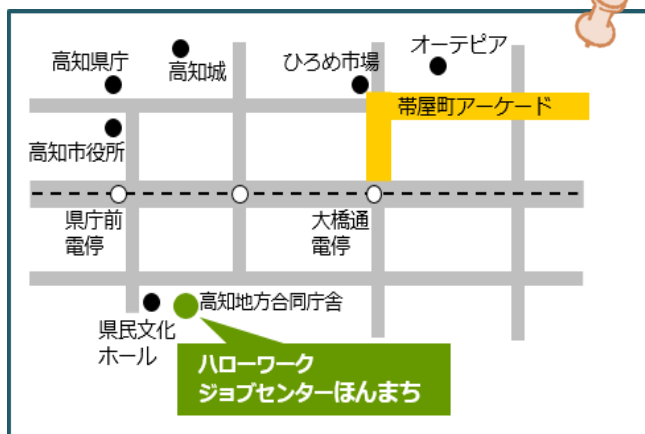 オーテピア
高知県庁
高知城
ひろめ市場
帯屋町アーケード
高知市役所
県庁前
電停
大橋通
電停
高知地方合同庁舎
県民文化
ホール
ハローワーク
ジョブセンターほんまち